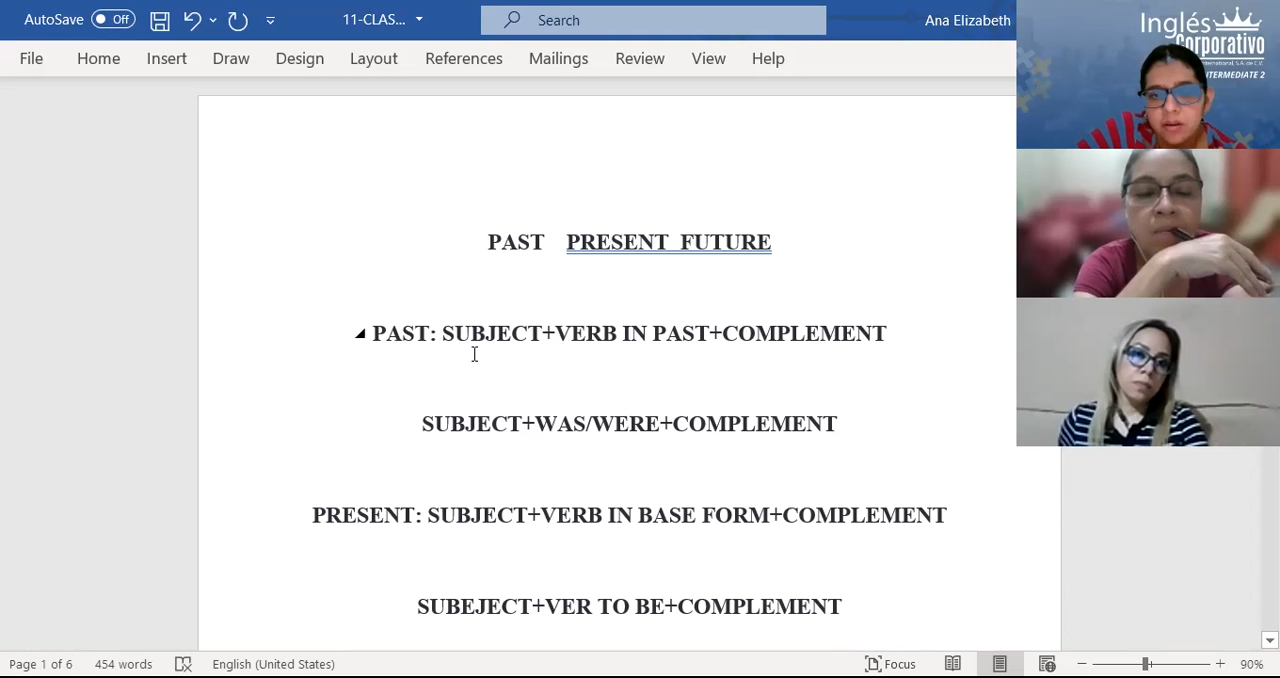 AutoSave Off 11-CLAS... Search Ana Elizabeth
File Home Insert Draw Design Layout References Mailings Review View Help
Inglés
Corporativo
International, S.A. de C.V.
INTERMEDIATE 2
PAST PRESENT FUTURE
PAST: SUBJECT+VERB IN PAST+COMPLEMENT
SUBJECT+WAS/WERE+COMPLEMENT
PRESENT: SUBJECT+VERB IN BASE FORM+COMPLEMENT
SUBEJECT+VER TO BE+COMPLEMENT
Page 1 of 6 454 words English (United States) Focus 90%